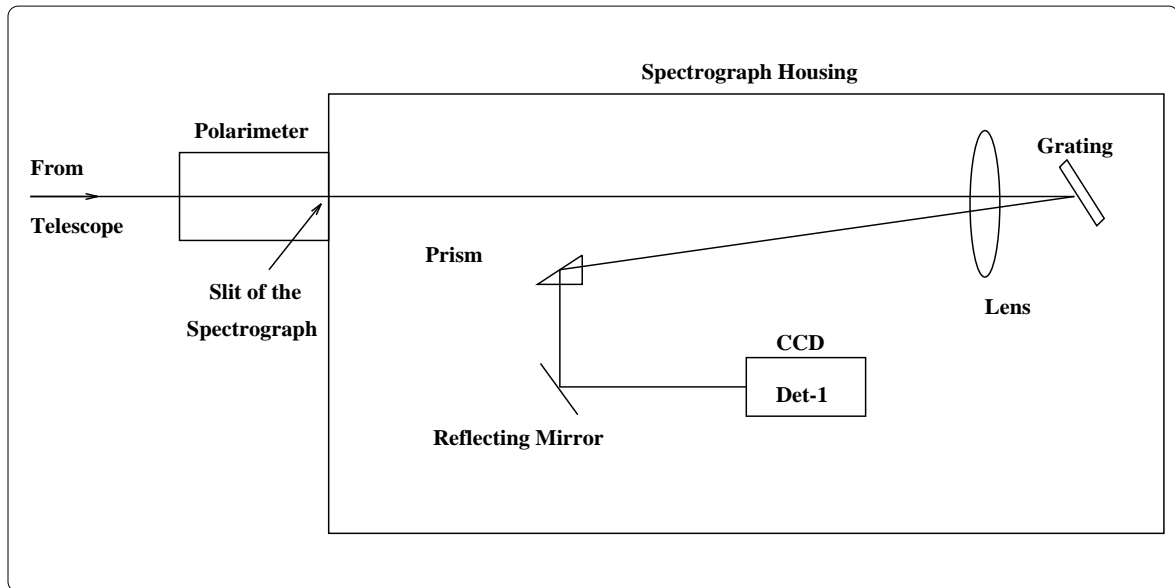 Spectrograph Housing
Polarimeter
From
Telescope
Slit of the
Spectrograph
Grating
Prism
Lens
CCD
Det-1
Reflecting Mirror